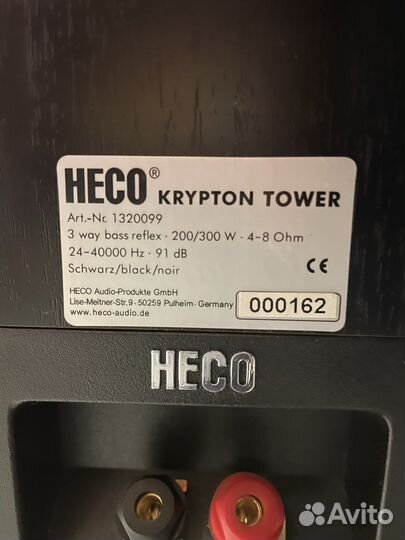 HECO® KRYPTON TOWER
Art.-Nr. 1320099
3 way bass reflex · 200/300 W · 4-8 Ohm
24-40000 Hz · 91 dB
Schwarz/black/noir CE
HECO Audio-Produkte GmbH
Lise-Meitner-Str.9 · 50259 Pulheim · Germany
www.heco-audio.de
000162
HECO
Avito